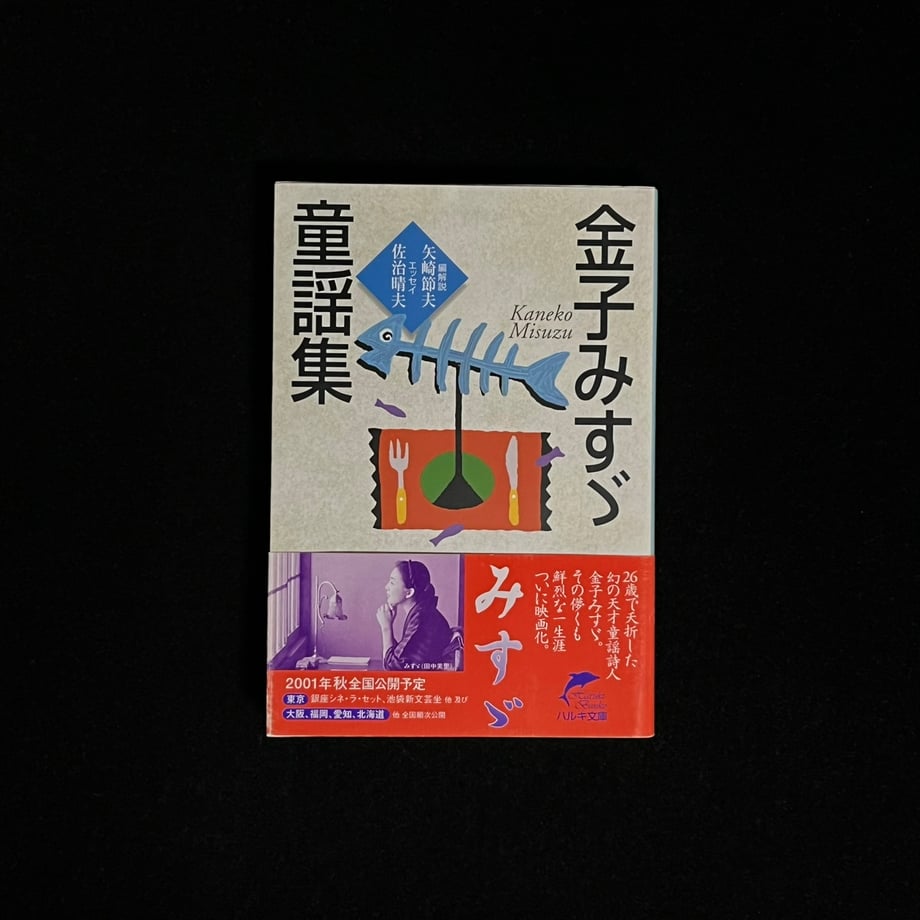 金子みすゞ
童謡集
Kaneko
Misuzu
編解説
矢崎節夫
エッセイ
佐治晴夫
26歳で夭折した
幻の天才童謡詩人
金子みすゞ。
その儚くも
鮮烈な一生涯
ついに映画化。
みすゞ
みすゞ(田中美里)
2001年秋全国公開予定
東京 銀座シネ・ラ・セット、池袋新文芸坐 他 及び
大阪、福岡、愛知、北海道 他 全国順次公開
Haruki
Bunko
ハルキ文庫